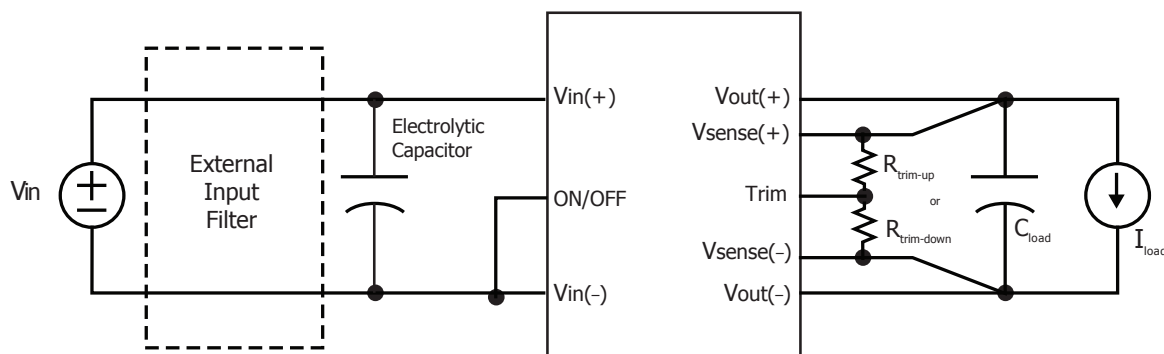 Vin
External
Input
Filter
Electrolytic
Capacitor
Vin(+)
ON/OFF
Vin(−)
Vout(+)
Vsense(+)
Trim
Vsense(−)
Vout(−)
Rtrim-up
or
Rtrim-down
Cload
Iload